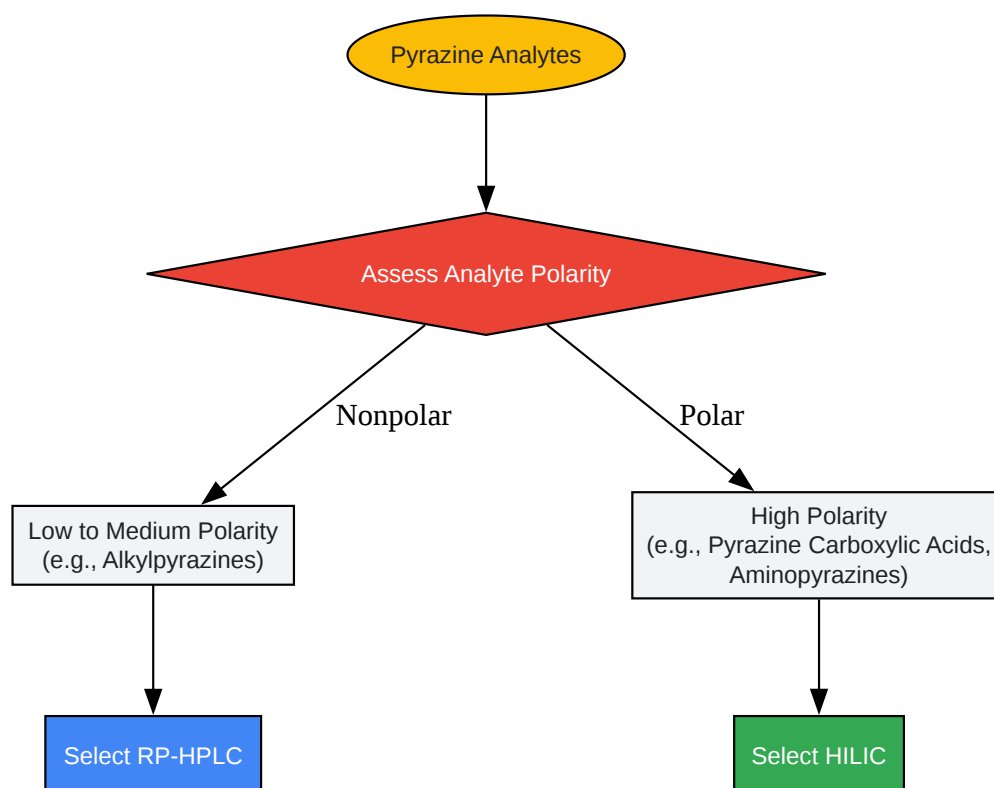 Pyrazine Analytes
Assess Analyte Polarity
Nonpolar
Polar
Low to Medium Polarity
(e.g., Alkylpyrazines)
High Polarity
(e.g., Pyrazine Carboxylic Acids,
Aminopyrazines)
Select RP-HPLC
Select HILIC